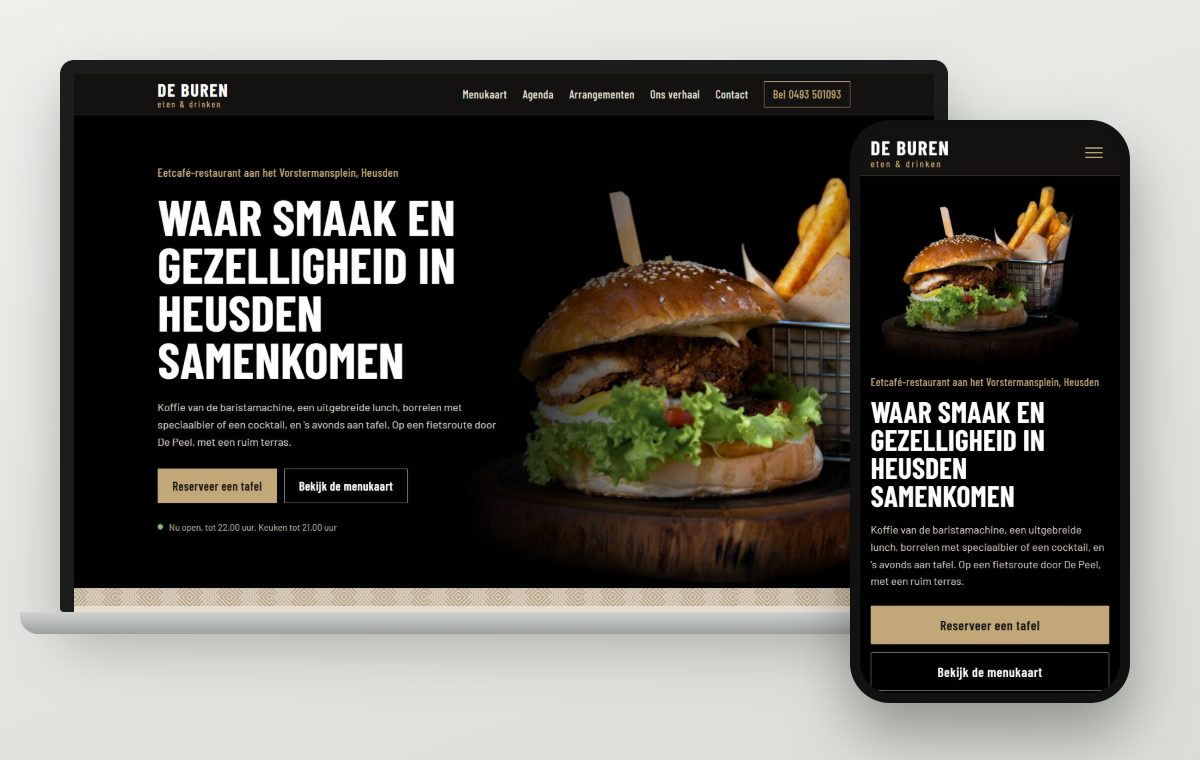 DE BUREN
eten & drinken
Menukaart Agenda Arrangementen Ons verhaal Contact Bel 0493 501093
Eetcafé-restaurant aan het Vorstermansplein, Heusden
WAAR SMAAK EN
GEZELLIGHEID IN
HEUSDEN
SAMENKOMEN
Koffie van de baristamachine, een uitgebreide lunch, borrelen met
speciaalbier of een cocktail, en 's avonds aan tafel. Op een fietsroute door
De Peel, met een ruim terras.
Reserveer een tafel Bekijk de menukaart
Nu open, tot 22.00 uur. Keuken tot 21.00 uur
DE BUREN
eten & drinken
Eetcafé-restaurant aan het Vorstermansplein, Heusden
WAAR SMAAK EN
GEZELLIGHEID IN
HEUSDEN
SAMENKOMEN
Koffie van de baristamachine, een uitgebreide
lunch, borrelen met speciaalbier of een cocktail, en
's avonds aan tafel. Op een fietsroute door De Peel,
met een ruim terras.
Reserveer een tafel
Bekijk de menukaart